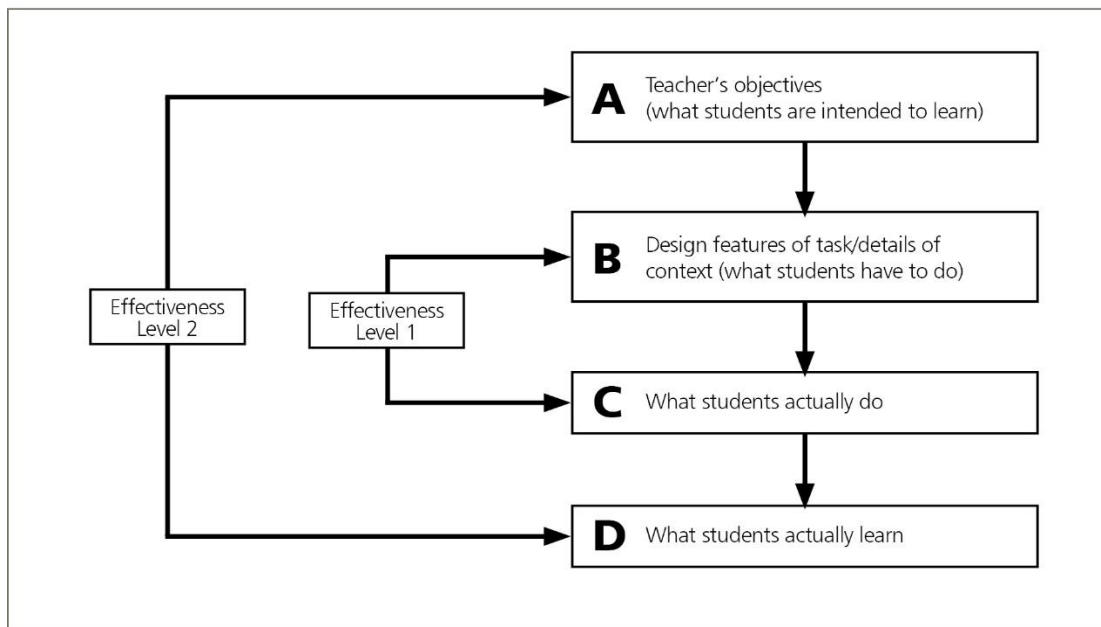 A
Teacher’s objectives
(what students are intended to learn)
B
Design features of task/details of
context (what students have to do)
Effectiveness
Level 2
Effectiveness
Level 1
C
What students actually do
D
What students actually learn